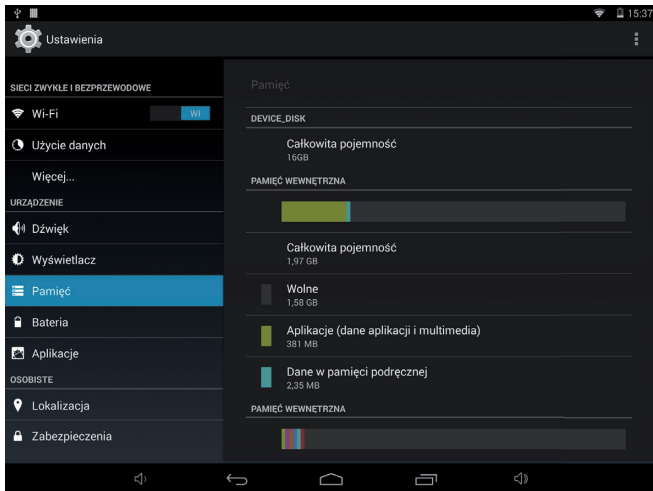 15:37
Ustawienia
SIECI ZWYKŁE I BEZPRZEWODOWE
Wi-Fi
WŁ
Użycie danych
Więcej...
URZĄDZENIE
Dźwięk
Wyświetlacz
Pamięć
Bateria
Aplikacje
OSOBISTE
Lokalizacja
Zabezpieczenia
Pamięć
DEVICE_DISK
Całkowita pojemność
16GB
PAMIĘĆ WEWNĘTRZNA
Całkowita pojemność
1,97 GB
Wolne
1,58 GB
Aplikacje (dane aplikacji i multimedia)
381 MB
Dane w pamięci podręcznej
2,35 MB
PAMIĘĆ WEWNĘTRZNA